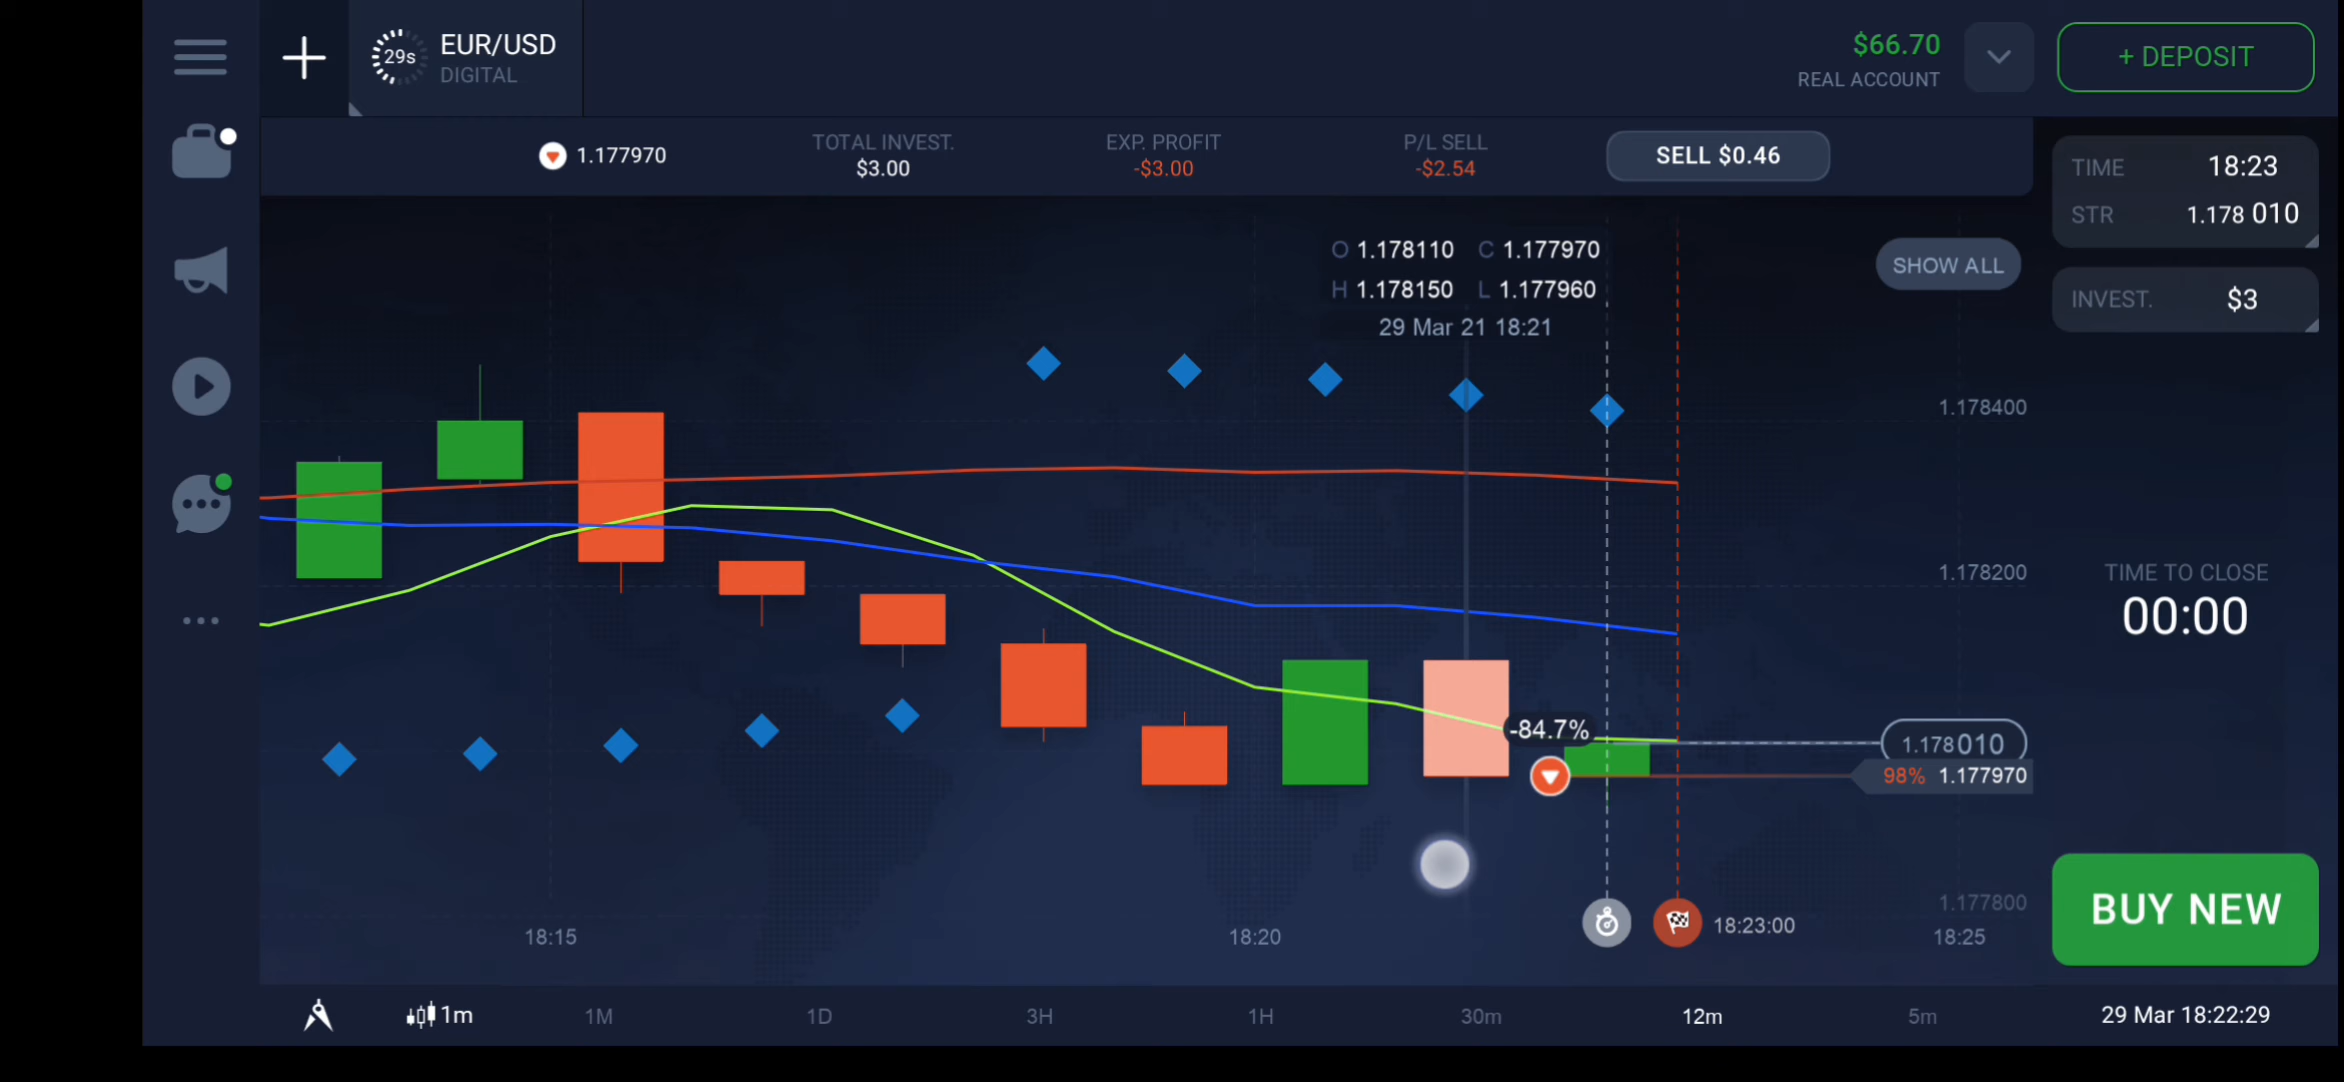 29s EUR/USD
DIGITAL
$66.70
REAL ACCOUNT
+ DEPOSIT
1.177970
TOTAL INVEST.
$3.00
EXP. PROFIT
-$3.00
P/L SELL
-$2.54
SELL $0.46
TIME 18:23
STR 1.178 010
INVEST. $3
O 1.178110 C 1.177970
H 1.178150 L 1.177960
29 Mar 21 18:21
SHOW ALL
1.178400
1.178200
TIME TO CLOSE
00:00
-84.7%
1.178010
98% 1.177970
1.177800
BUY NEW
18:23:00
18:15
18:20
18:25
1m
1M
1D
3H
1H
30m
12m
5m
29 Mar 18:22:29